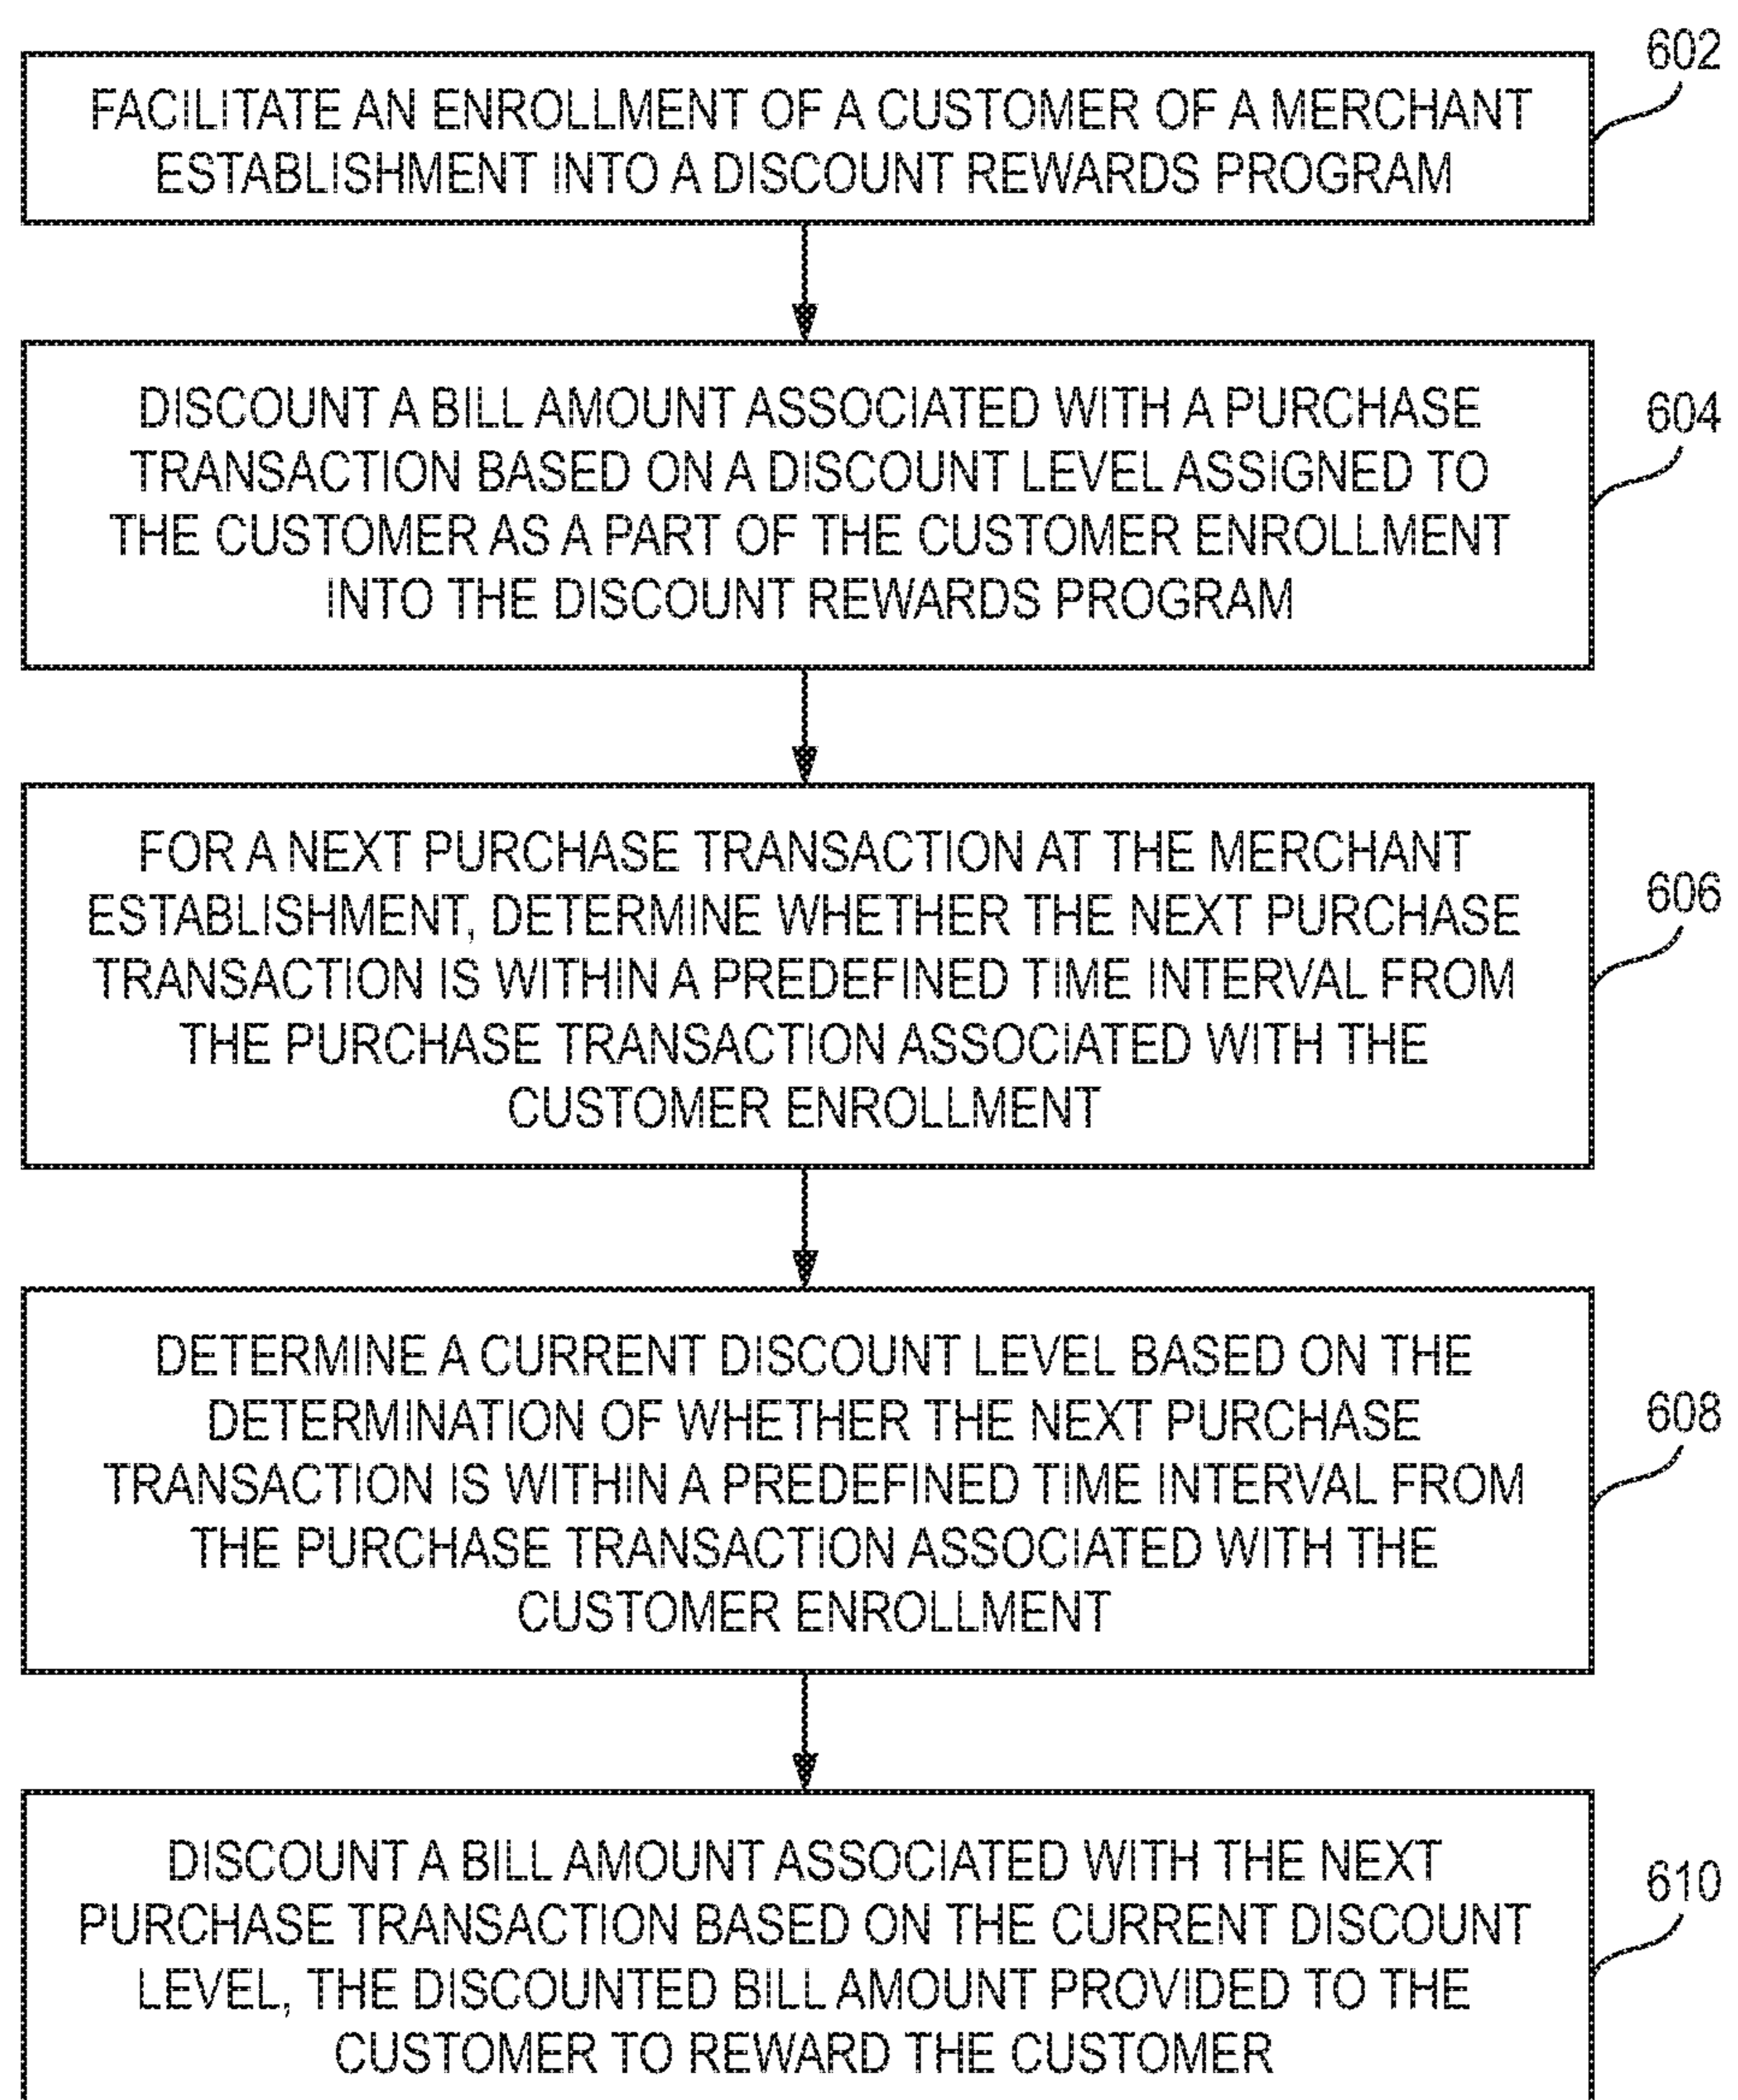 602
FACILITATE AN ENROLLMENT OF A CUSTOMER OF A MERCHANT
ESTABLISHMENT INTO A DISCOUNT REWARDS PROGRAM
604
DISCOUNT A BILL AMOUNT ASSOCIATED WITH A PURCHASE
TRANSACTION BASED ON A DISCOUNT LEVEL ASSIGNED TO
THE CUSTOMER AS A PART OF THE CUSTOMER ENROLLMENT
INTO THE DISCOUNT REWARDS PROGRAM
606
FOR A NEXT PURCHASE TRANSACTION AT THE MERCHANT
ESTABLISHMENT, DETERMINE WHETHER THE NEXT PURCHASE
TRANSACTION IS WITHIN A PREDEFINED TIME INTERVAL FROM
THE PURCHASE TRANSACTION ASSOCIATED WITH THE
CUSTOMER ENROLLMENT
608
DETERMINE A CURRENT DISCOUNT LEVEL BASED ON THE
DETERMINATION OF WHETHER THE NEXT PURCHASE
TRANSACTION IS WITHIN A PREDEFINED TIME INTERVAL FROM
THE PURCHASE TRANSACTION ASSOCIATED WITH THE
CUSTOMER ENROLLMENT
610
DISCOUNT A BILL AMOUNT ASSOCIATED WITH THE NEXT
PURCHASE TRANSACTION BASED ON THE CURRENT DISCOUNT
LEVEL, THE DISCOUNTED BILL AMOUNT PROVIDED TO THE
CUSTOMER TO REWARD THE CUSTOMER